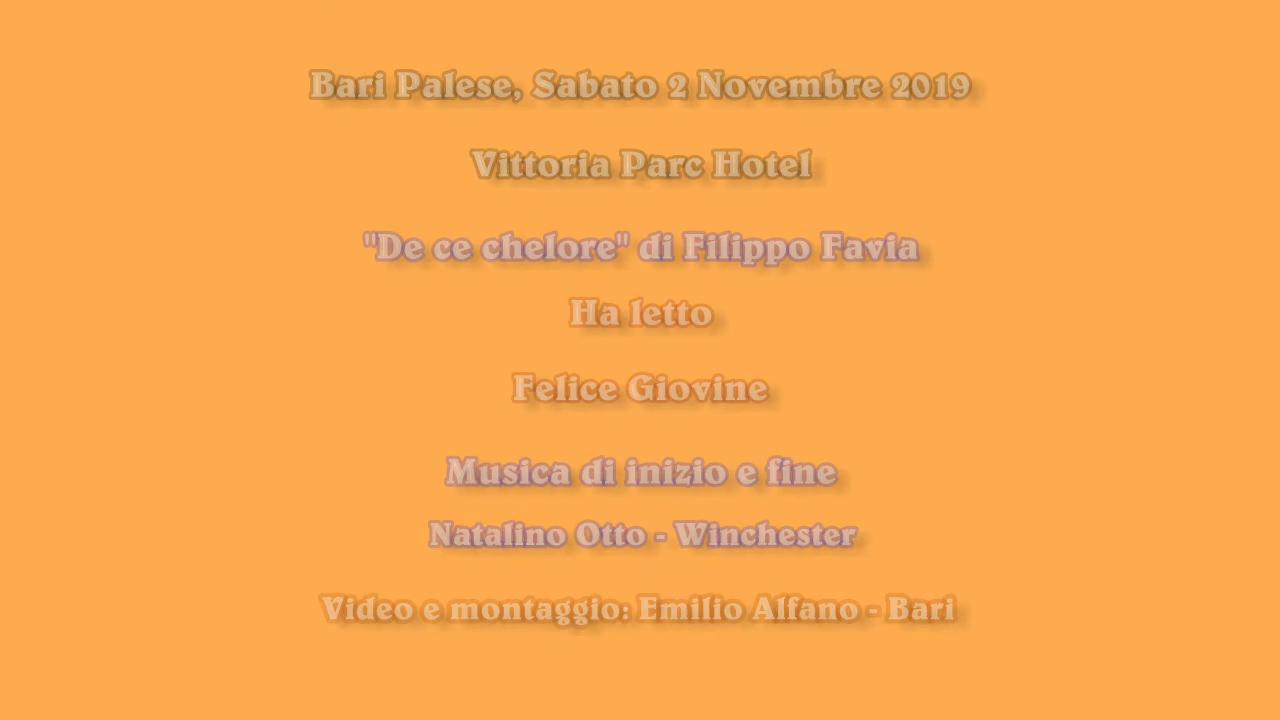 Bari Palese, Sabato 2 Novembre 2019
Vittoria Parc Hotel
"De ce chelore" di Filippo Favia
Ha letto
Felice Giovine
Musica di inizio e fine
Natalino Otto - Winchester
Video e montaggio: Emilio Alfano - Bari